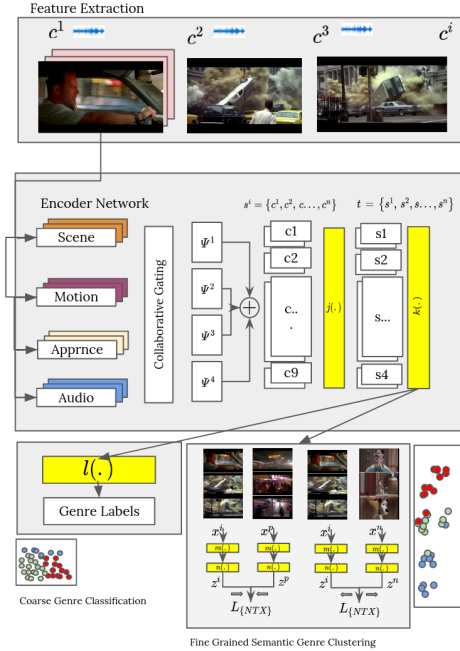 Feature Extraction
c¹ c² c³ cⁱ
Encoder Network
sⁱ = {c¹, c², c..., cⁿ} t = {s¹, s², s..., sⁿ}
Scene
Motion
Apprnce
Audio
Collaborative Gating
Ψ¹
Ψ²
Ψ³
Ψ⁴
+
c1
c2
c..
.
c9
j(.)
s1
s2
s...
s4
k(.)
l(.)
Genre Labels
Coarse Genre Classification
xⁱ xᵖ xⁱ xⁿ
m(.) m(.) m(.) m(.)
n(.) n(.) n(.) n(.)
zⁱ zᵖ zⁱ zⁿ
L{NTX} L{NTX}
Fine Grained Semantic Genre Clustering